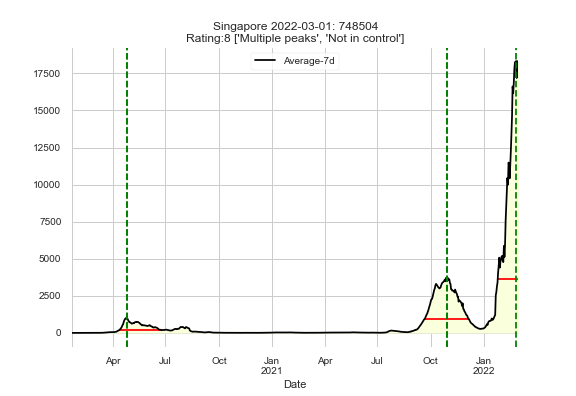 Singapore 2022-03-01: 748504
Rating:8 ['Multiple peaks', 'Not in control']
Average-7d
17500
15000
12500
10000
7500
5000
2500
0
Apr Jul Oct Jan Apr Jul Oct Jan
2021 2022
Date